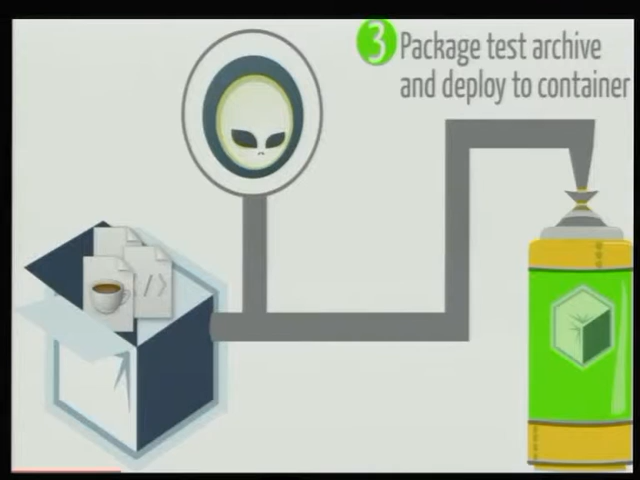 3 Package test archive
and deploy to container
</>